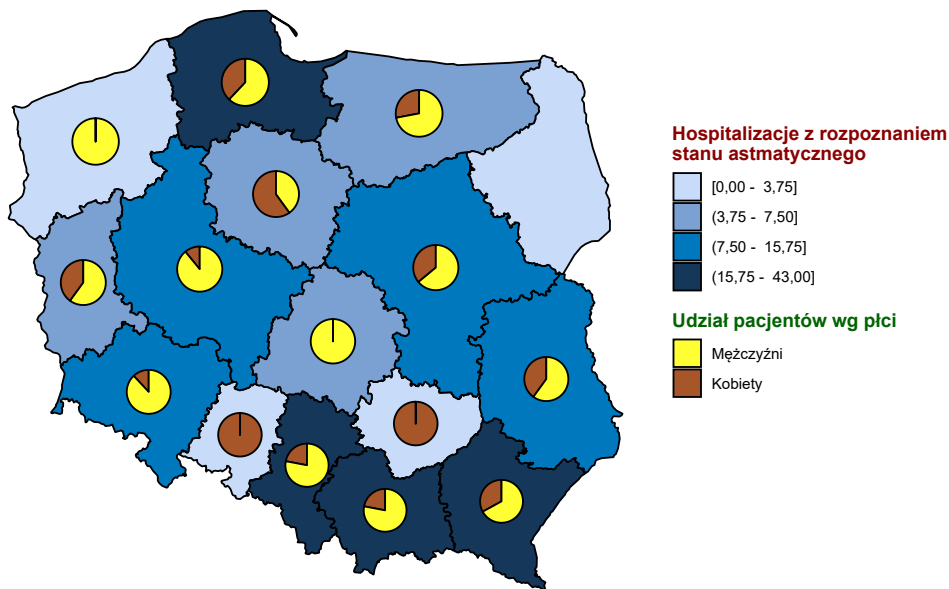 Hospitalizacje z rozpoznaniem
stanu astmatycznego
[0,00 - 3,75]
(3,75 - 7,50]
(7,50 - 15,75]
(15,75 - 43,00]
Udział pacjentów wg płci
Mężczyźni
Kobiety